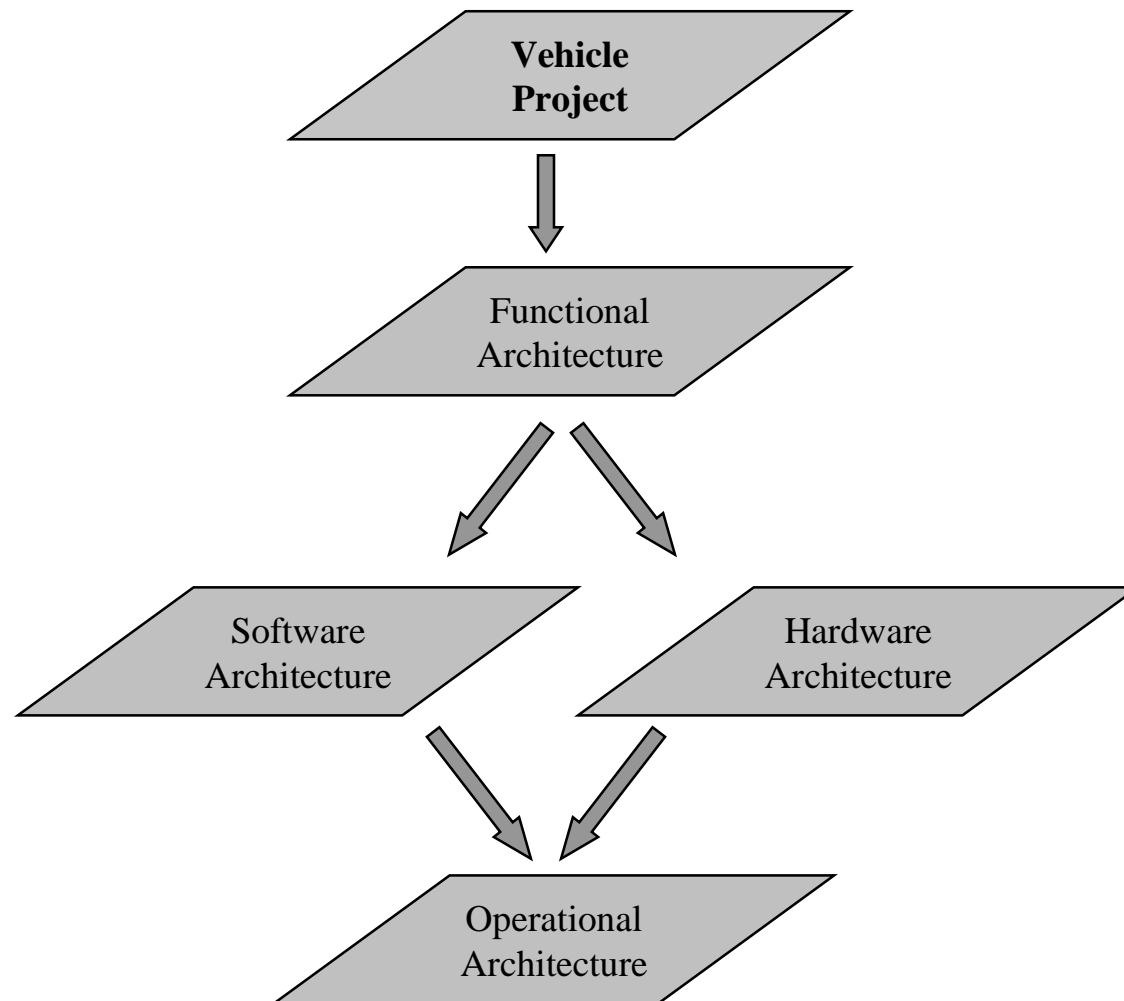 Vehicle
Project
Functional
Architecture
Software
Architecture
Hardware
Architecture
Operational
Architecture